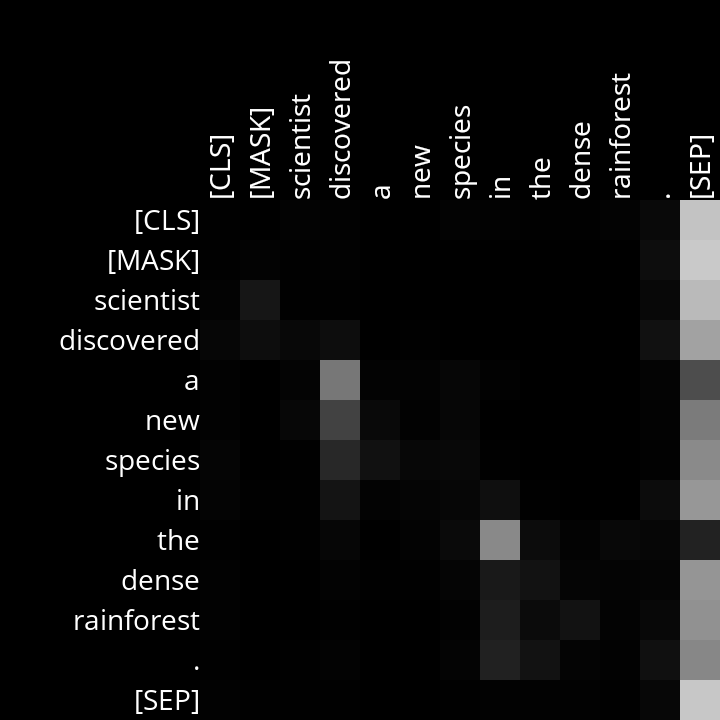 [CLS]
[MASK]
scientist
discovered
a
new
species
in
the
dense
rainforest
.
[SEP]
[CLS]
[MASK]
scientist
discovered
a
new
species
in
the
dense
rainforest
.
[SEP]